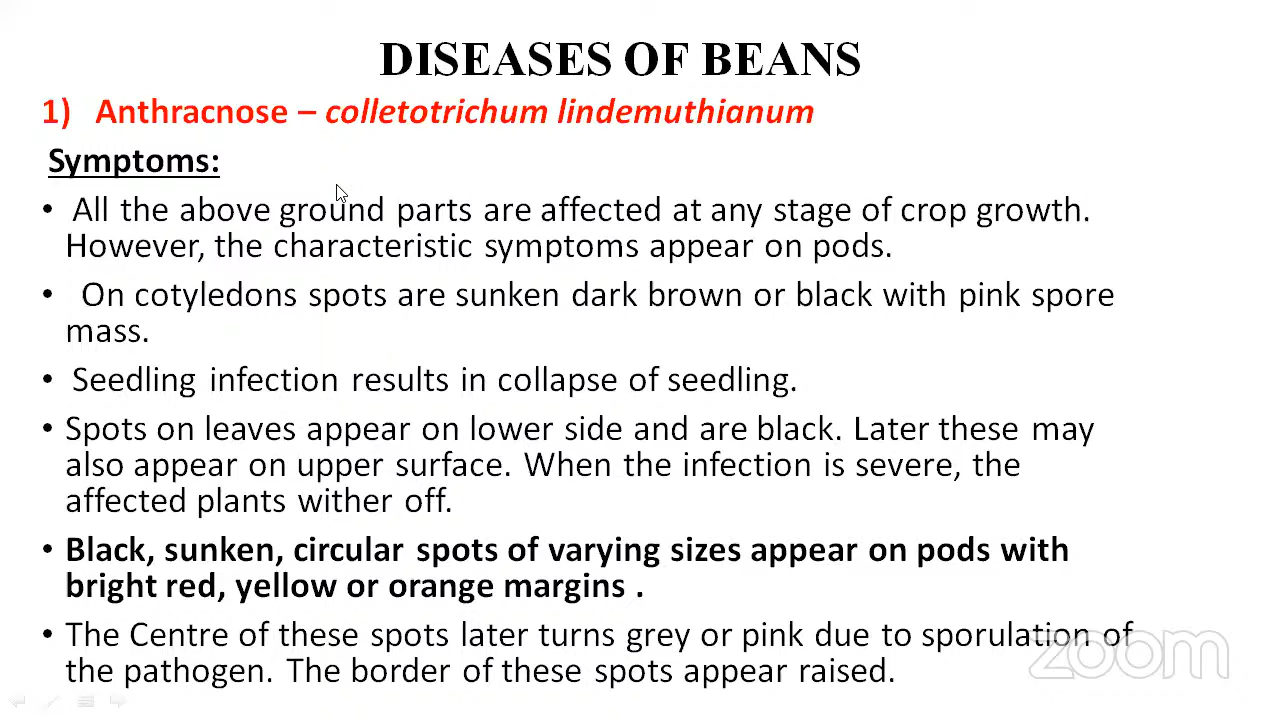 DISEASES OF BEANS
1) Anthracnose – colletotrichum lindemuthianum
Symptoms:
• All the above ground parts are affected at any stage of crop growth.
However, the characteristic symptoms appear on pods.
• On cotyledons spots are sunken dark brown or black with pink spore
mass.
• Seedling infection results in collapse of seedling.
• Spots on leaves appear on lower side and are black. Later these may
also appear on upper surface. When the infection is severe, the
affected plants wither off.
• Black, sunken, circular spots of varying sizes appear on pods with
bright red, yellow or orange margins .
• The Centre of these spots later turns grey or pink due to sporulation of
the pathogen. The border of these spots appear raised.
zoom